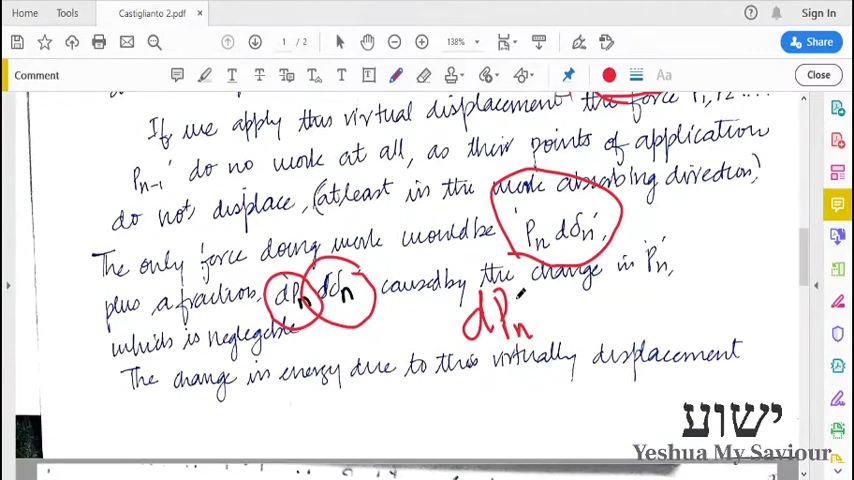 Home Tools Castiglianto 2.pdf × Sign In
1 / 2 138% Share
Comment Close
If we apply this virtual displacement the force P1, P2 ....
Pn-1' do no work at all, as their points of application
do not displace, (at least in the work absorbing direction)
The only force doing work would be 'Pn dδn',
plus a fraction, dPn dδn caused by the change in 'Pn,
which is neglegeble
dPn
The change in energy due to this virtually displacement
ישוע
Yeshua My Saviour